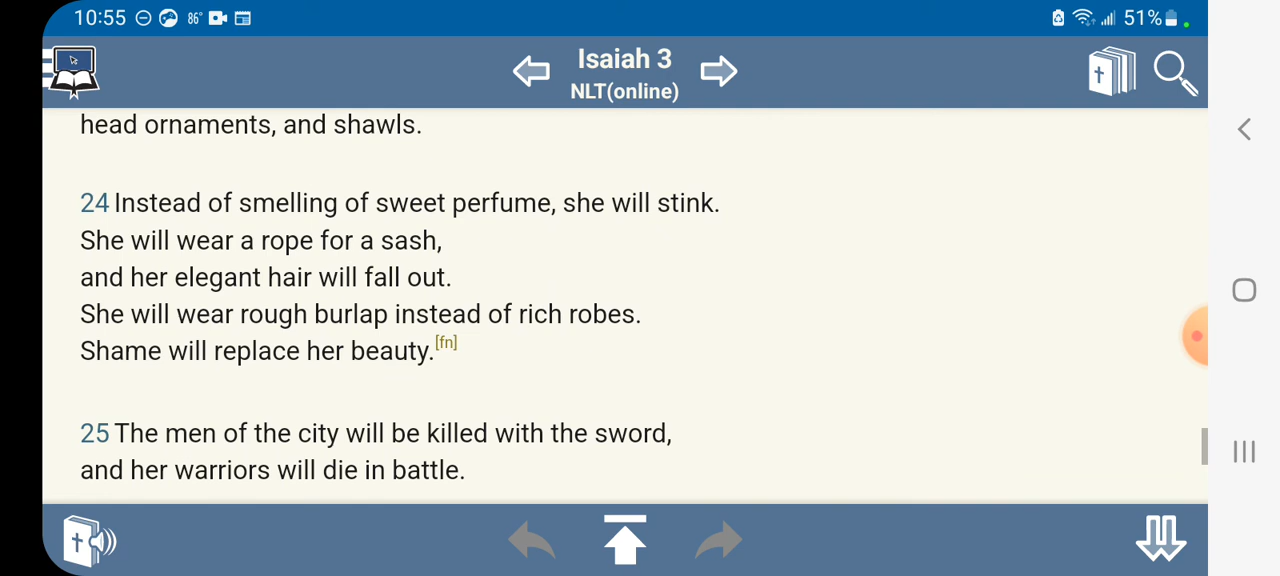 10:55 86° 51%
Isaiah 3
NLT(online)
head ornaments, and shawls.
24 Instead of smelling of sweet perfume, she will stink.
She will wear a rope for a sash,
and her elegant hair will fall out.
She will wear rough burlap instead of rich robes.
Shame will replace her beauty.[fn]
25 The men of the city will be killed with the sword,
and her warriors will die in battle.